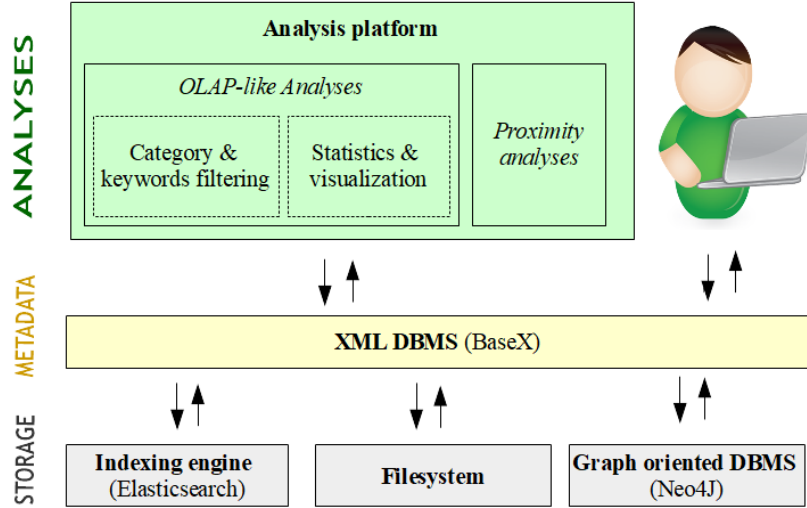 ANALYSES
Analysis platform
OLAP-like Analyses
Category &
keywords filtering
Statistics &
visualization
Proximity
analyses
METADATA
XML DBMS (BaseX)
STORAGE
Indexing engine
(Elasticsearch)
Filesystem
Graph oriented DBMS
(Neo4J)